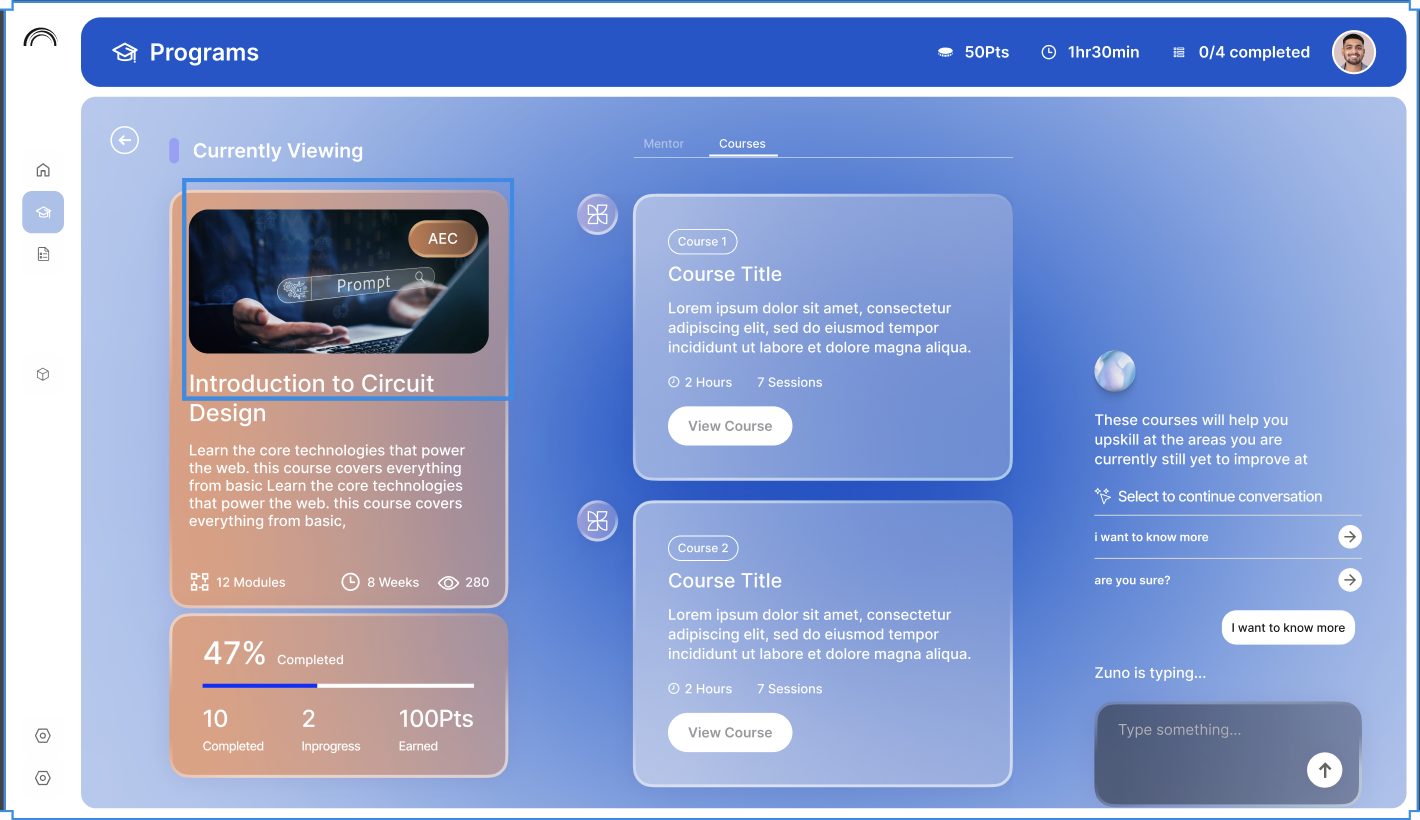 Programs
50Pts
1hr30min
0/4 completed
Currently Viewing
Mentor
Courses
AEC
Prompt
Introduction to Circuit
Design
Learn the core technologies that power
the web. this course covers everything
from basic Learn the core technologies
that power the web. this course covers
everything from basic,
12 Modules
8 Weeks
280
47% Completed
10
Completed
2
Inprogress
100Pts
Earned
Course 1
Course Title
Lorem ipsum dolor sit amet, consectetur
adipiscing elit, sed do eiusmod tempor
incididunt ut labore et dolore magna aliqua.
2 Hours
7 Sessions
View Course
Course 2
Course Title
Lorem ipsum dolor sit amet, consectetur
adipiscing elit, sed do eiusmod tempor
incididunt ut labore et dolore magna aliqua.
2 Hours
7 Sessions
View Course
These courses will help you
upskill at the areas you are
currently still yet to improve at
Select to continue conversation
i want to know more
are you sure?
I want to know more
Zuno is typing...
Type something...